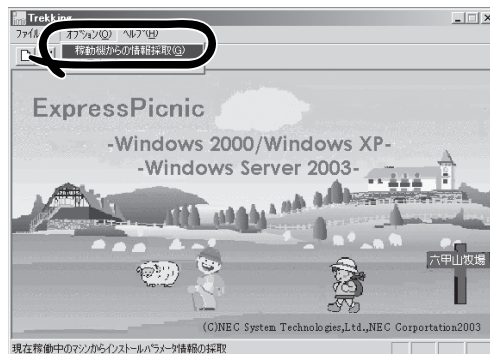 Trekking
ファイル オプション(O) ヘルプ(H)
稼動機からの情報採取(G)
ExpressPicnic
-Windows 2000/Windows XP-
-Windows Server 2003-
六甲山牧場
(C)NEC System Technologies,Ltd.,NEC Corportation2003
現在稼働中のマシンからインストールパラメータ情報の採取